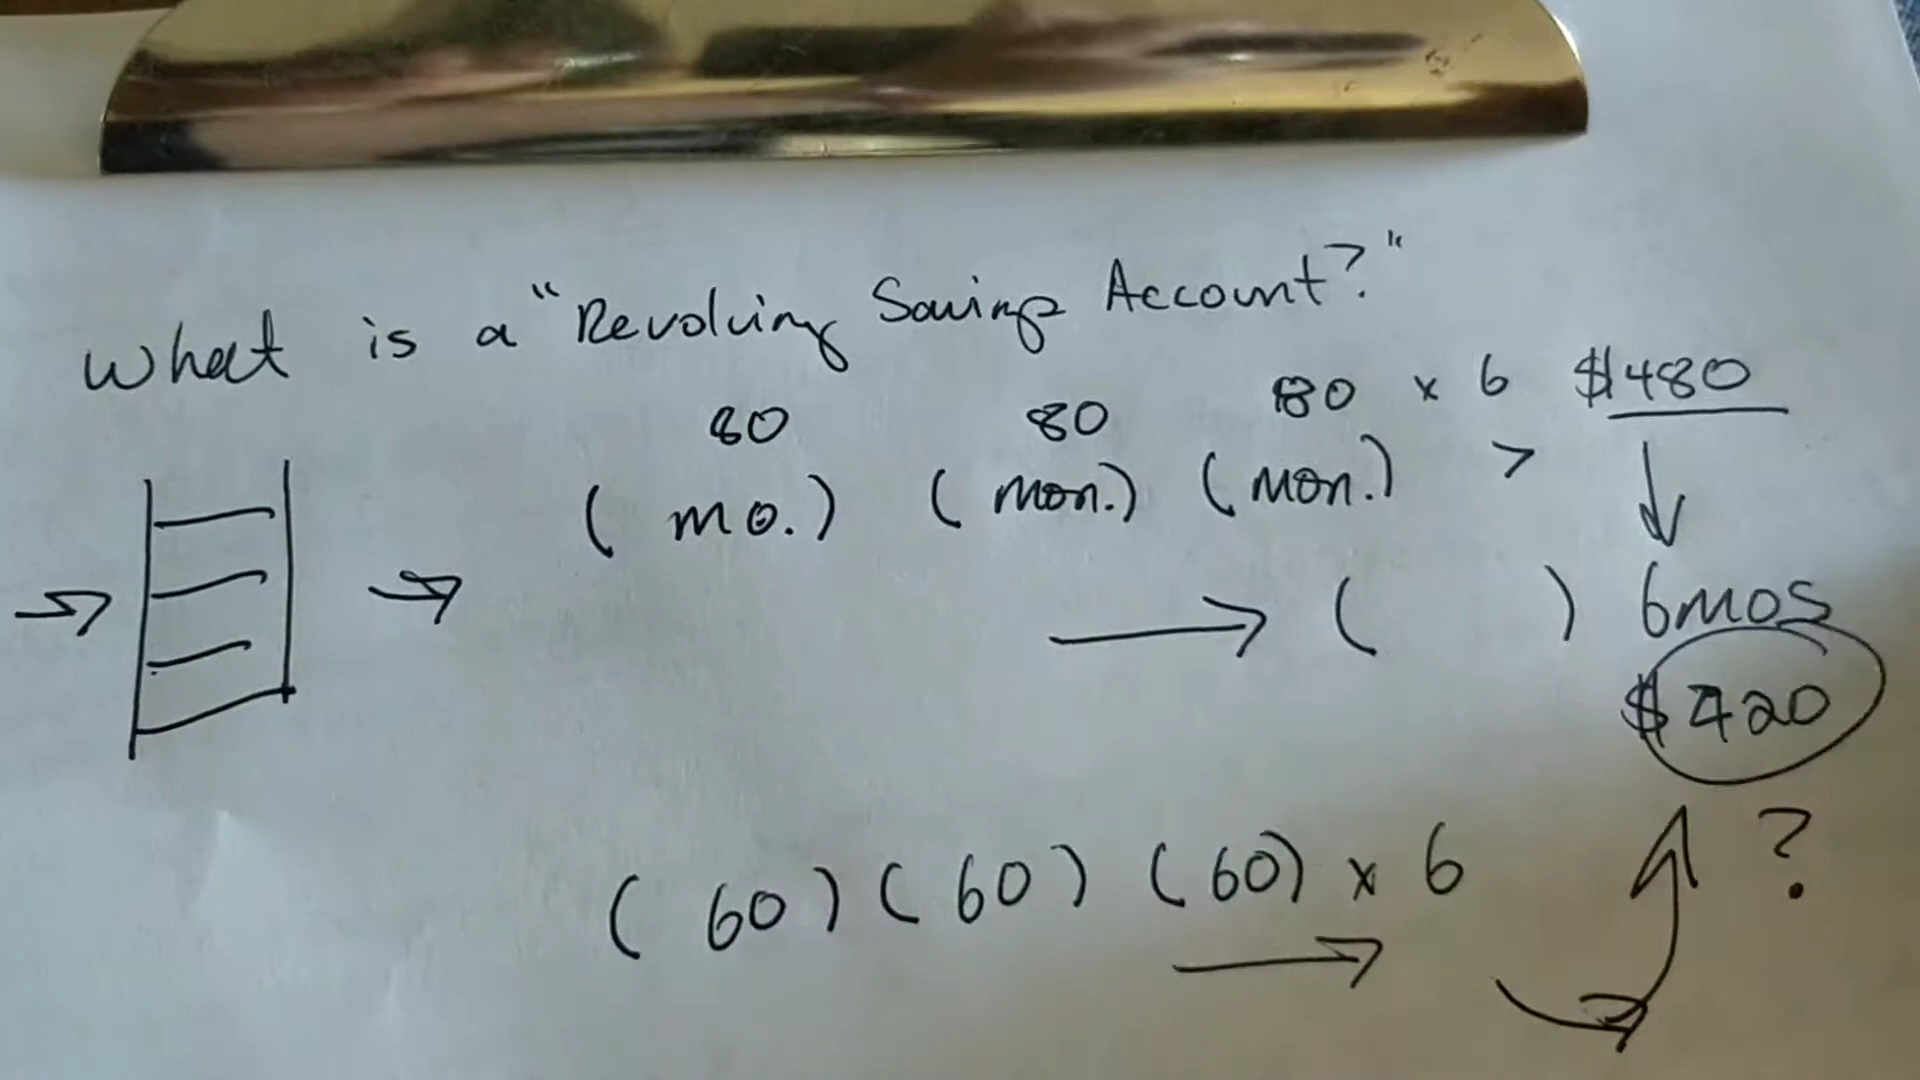 What is a "Revolving Savings Account?"
80 80 80 x 6 $480
(mo.) (mon.) (mon.) >
( ) 6mos
$420
(60) (60) (60) x 6 ?